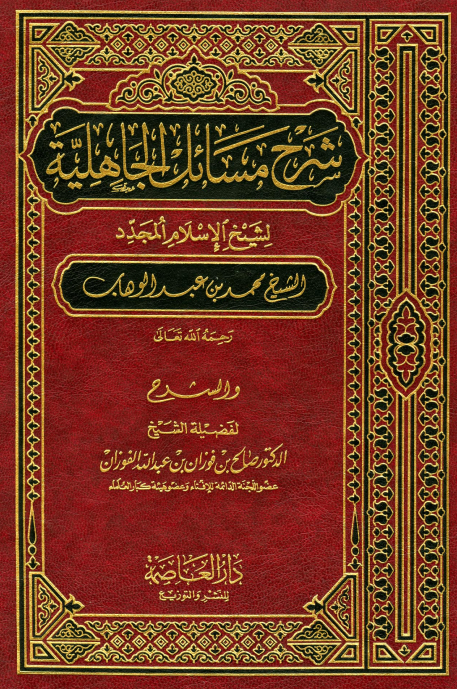 شرح مسائل الجاهلية
لشيخ الإسلام المجدد
الشيخ محمد بن عبد الوهاب
رحمه الله تعالى
والشرح
لفضيلة الشيخ
الدكتور صالح بن فوزان بن عبد الله الفوزان
عضو اللجنة الدائمة للإفتاء وعضو هيئة كبار العلماء
دار العاصمة
للنشر والتوزيع